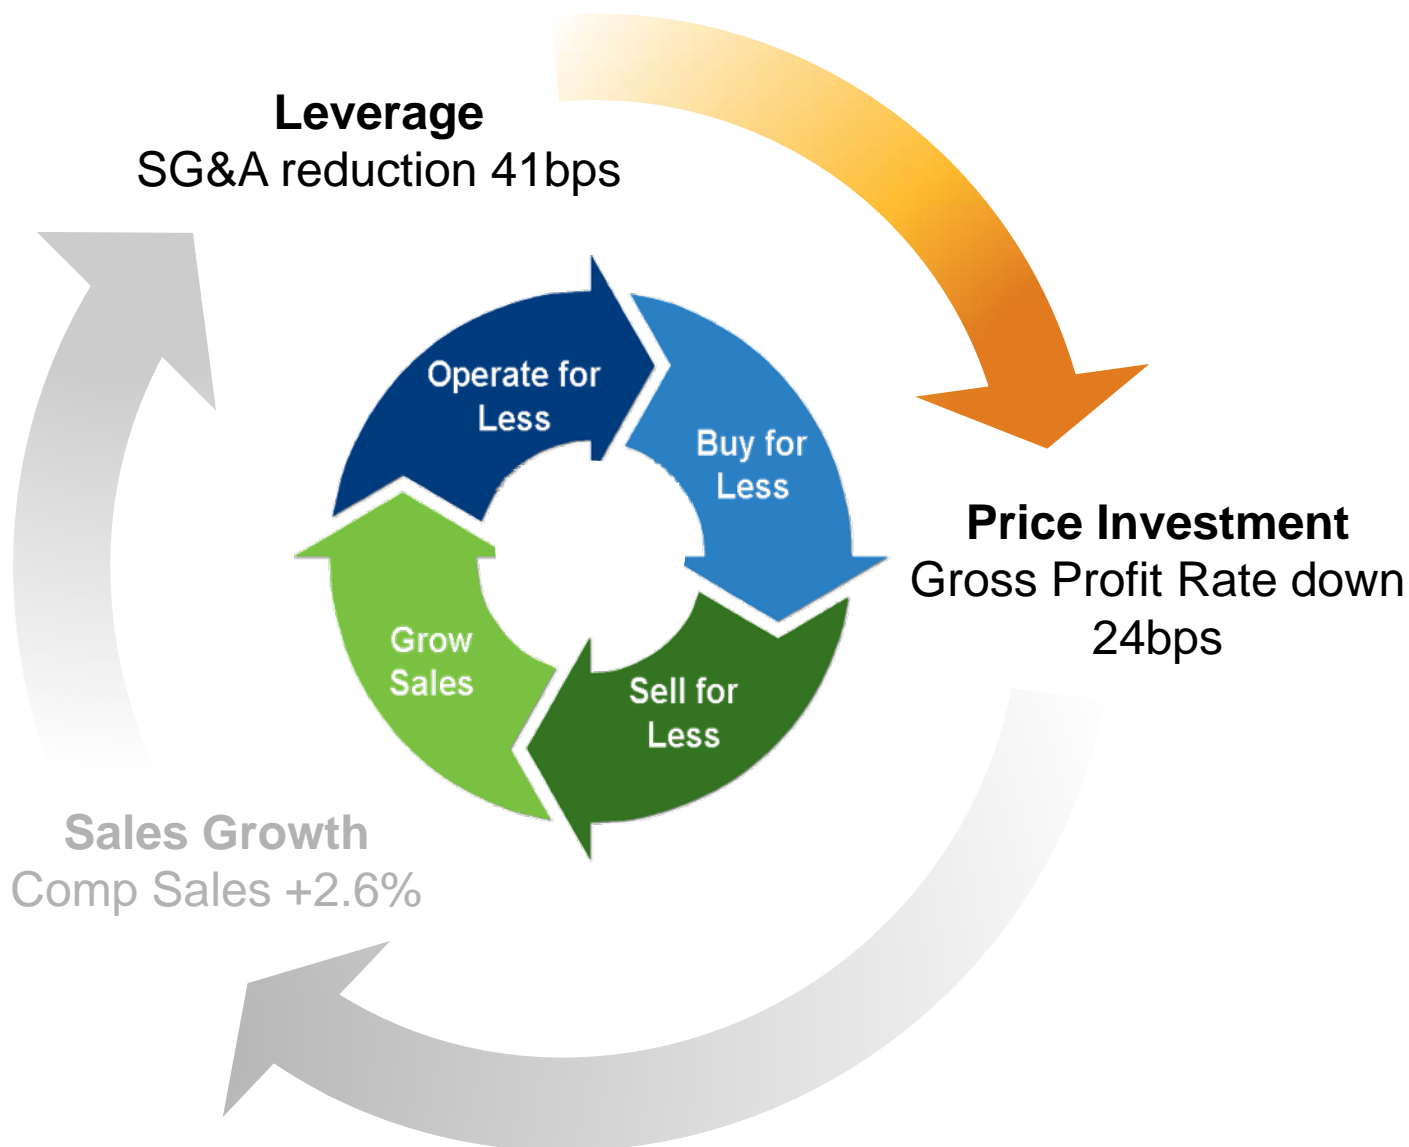 Leverage
SG&A reduction 41bps
Operate for
Less
Buy for
Less
Price Investment
Gross Profit Rate down
24bps
Grow
Sales
Sell for
Less
Sales Growth
Comp Sales +2.6%